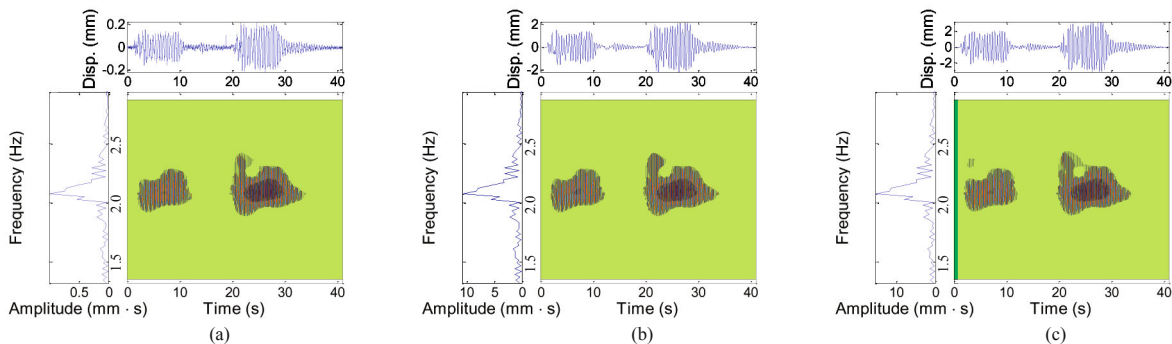 Disp. (mm)
0.2
0
-0.2
0 10 20 30 40
Frequency (Hz)
2.5
2.0
1.5
0.5 0
Amplitude (mm · s)
0 10 20 30 40
Time (s)
(a)
Disp. (mm)
2
0
-2
0 10 20 30 40
Frequency (Hz)
2.5
2.0
1.5
10 5 0
Amplitude (mm · s)
0 10 20 30 40
Time (s)
(b)
Disp. (mm)
2
0
-2
0 10 20 30 40
Frequency (Hz)
2.5
2.0
1.5
10 0
Amplitude (mm · s)
0 10 20 30 40
Time (s)
(c)